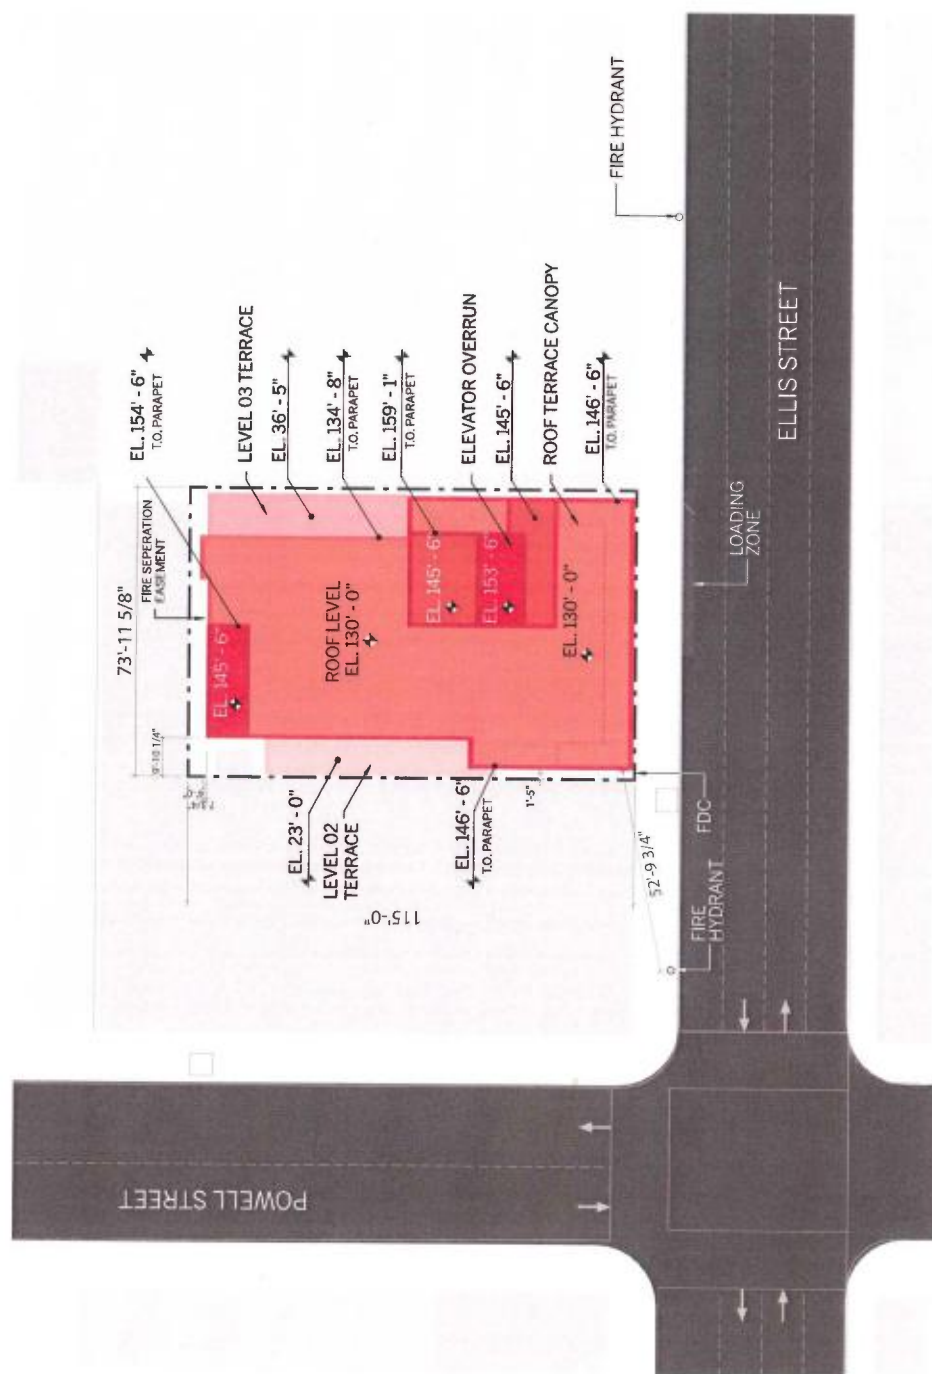 FIRE HYDRANT
EL. 154' - 6"
T.O. PARAPET
LEVEL 03 TERRACE
EL. 36' - 5"
EL. 134' - 8"
T.O. PARAPET
EL. 159' - 1"
T.O. PARAPET
ELEVATOR OVERRUN
EL. 145' - 6"
ROOF TERRACE CANOPY
EL. 146' - 6"
T.O. PARAPET
ELLIS STREET
LOADING
ZONE
73'-11 5/8"
FIRE SEPERATION
EASEMENT
EL. 145' - 6"
ROOF LEVEL
EL. 130' - 0"
EL. 145' - 6"
EL. 153' - 6"
EL. 130' - 0"
EL. 23' - 0"
LEVEL 02
TERRACE
EL. 146' - 6"
T.O. PARAPET
1'-5"
115'-0"
52'-9 3/4"
FDC
FIRE
HYDRANT
POWELL STREET